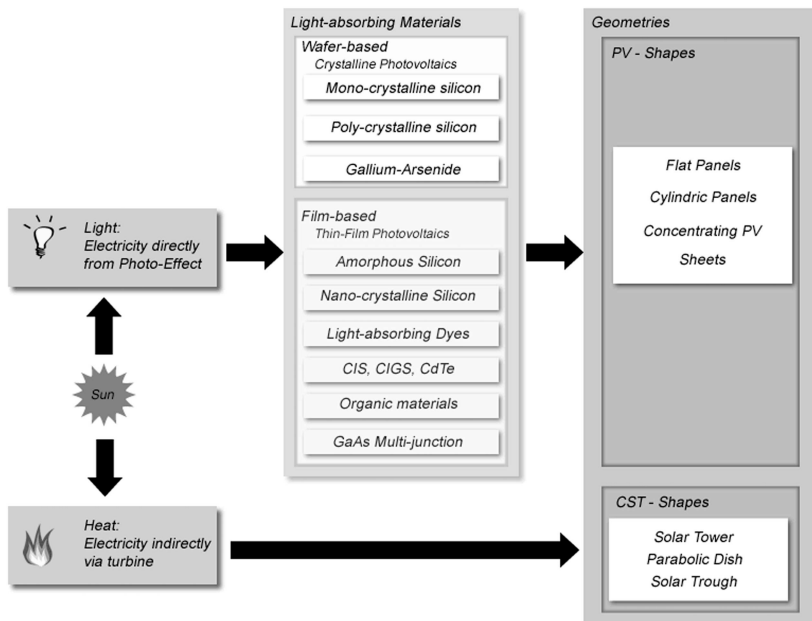 Light-absorbing Materials
Wafer-based
Crystalline Photovoltaics
Mono-crystalline silicon
Poly-crystalline silicon
Gallium-Arsenide
Film-based
Thin-Film Photovoltaics
Amorphous Silicon
Nano-crystalline Silicon
Light-absorbing Dyes
CIS, CIGS, CdTe
Organic materials
GaAs Multi-junction
Geometries
PV - Shapes
Flat Panels
Cylindric Panels
Concentrating PV
Sheets
CST - Shapes
Solar Tower
Parabolic Dish
Solar Trough
Light:
Electricity directly
from Photo-Effect
Sun
Heat:
Electricity indirectly
via turbine